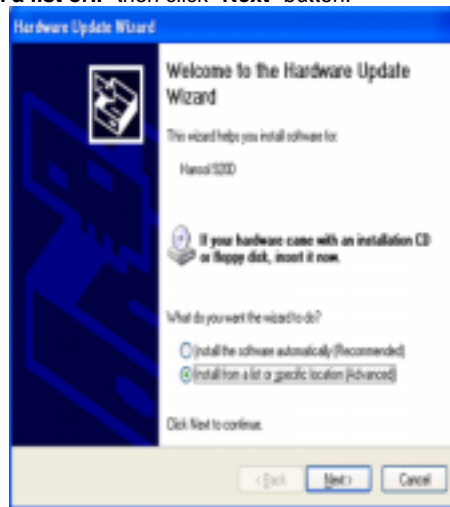 a list or..." then click "Next" button.
Hardware Update Wizard
Welcome to the Hardware Update
Wizard
This wizard helps you install software for:
Hansol 920D
If your hardware came with an installation CD
or floppy disk, insert it now.
What do you want the wizard to do?
Install the software automatically (Recommended)
Install from a list or specific location (Advanced)
Click Next to continue.
< Back Next > Cancel